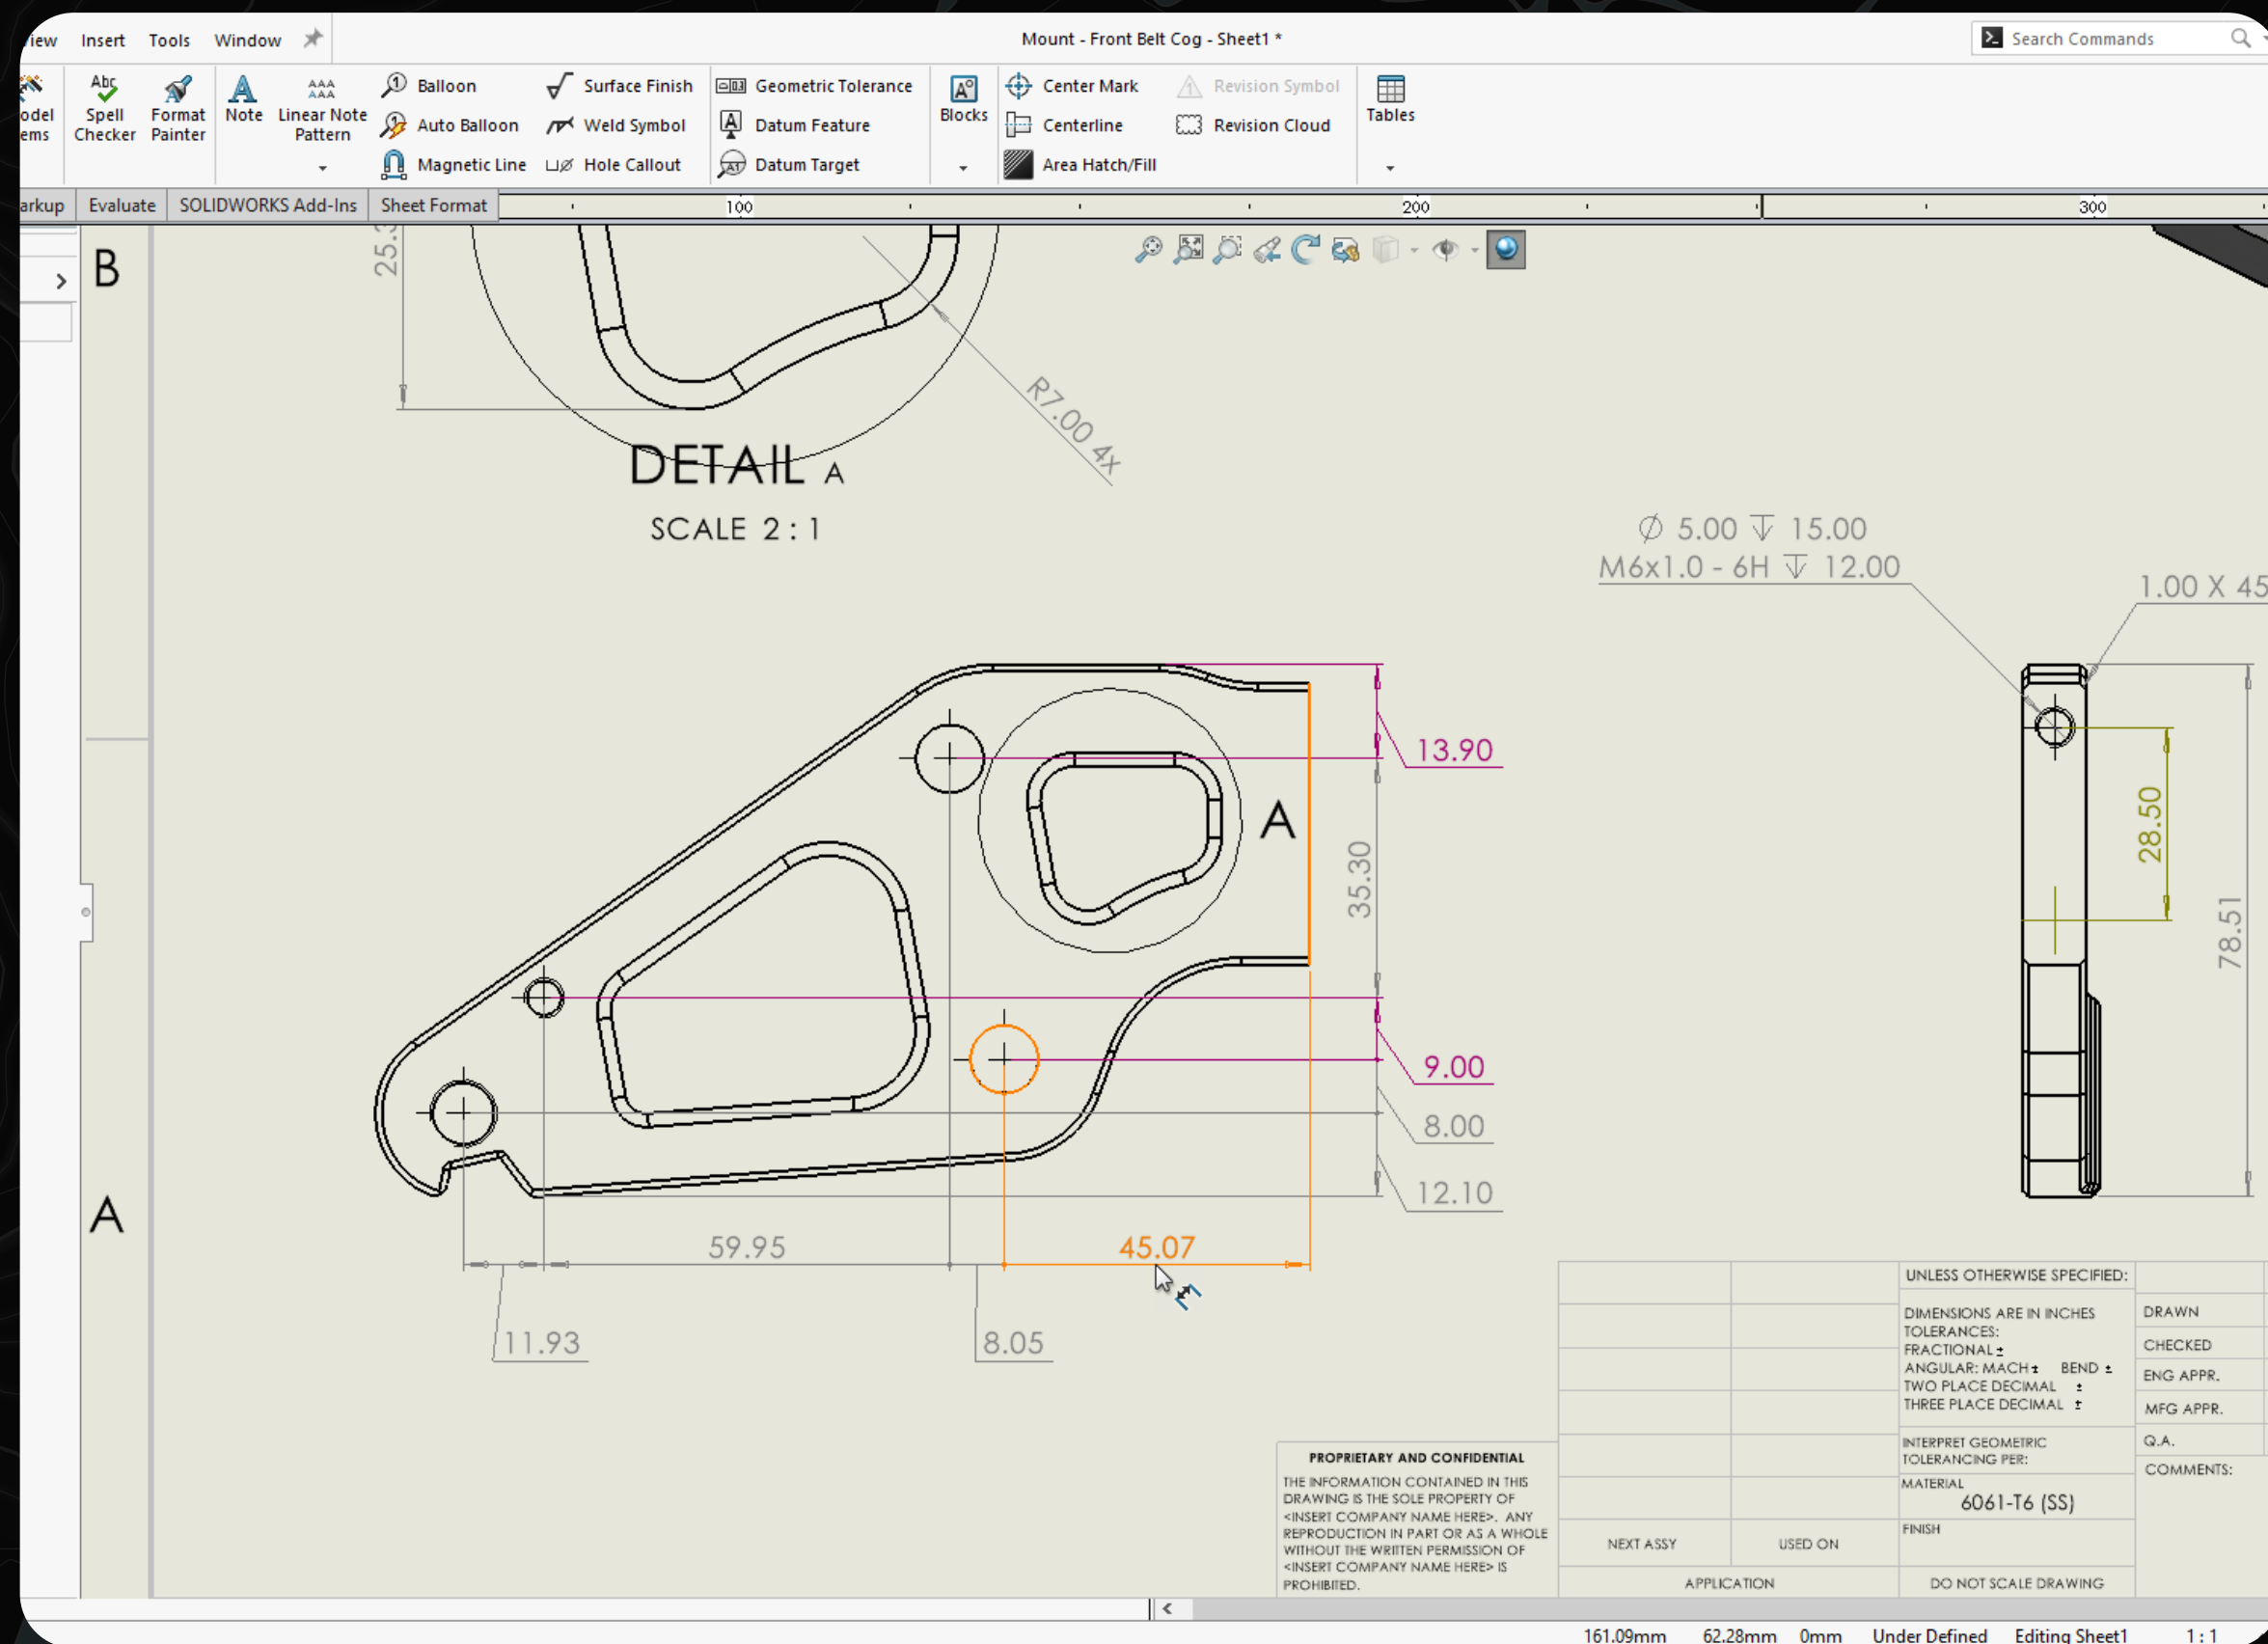 View Insert Tools Window
Mount - Front Belt Cog - Sheet1 *
Search Commands
Spell Checker
Format Painter
Note
Linear Note Pattern
Balloon
Auto Balloon
Magnetic Line
Surface Finish
Weld Symbol
Hole Callout
Geometric Tolerance
Datum Feature
Datum Target
Blocks
Center Mark
Centerline
Area Hatch/Fill
Revision Symbol
Revision Cloud
Tables
Evaluate
SOLIDWORKS Add-Ins
Sheet Format
100
200
300
B
R7.00 4X
DETAIL A
SCALE 2 : 1
∅ 5.00 ↧ 15.00
M6x1.0 - 6H ↧ 12.00
1.00 X 45
13.90
A
35.30
28.50
78.51
9.00
8.00
12.10
A
59.95
45.07
11.93
8.05
UNLESS OTHERWISE SPECIFIED:
DIMENSIONS ARE IN INCHES
TOLERANCES:
FRACTIONAL ±
ANGULAR: MACH ± BEND ±
TWO PLACE DECIMAL ±
THREE PLACE DECIMAL ±
INTERPRET GEOMETRIC
TOLERANCING PER:
MATERIAL
6061-T6 (SS)
FINISH
DO NOT SCALE DRAWING
DRAWN
CHECKED
ENG APPR.
MFG APPR.
Q.A.
COMMENTS:
PROPRIETARY AND CONFIDENTIAL
THE INFORMATION CONTAINED IN THIS
DRAWING IS THE SOLE PROPERTY OF
<INSERT COMPANY NAME HERE>. ANY
REPRODUCTION IN PART OR AS A WHOLE
WITHOUT THE WRITTEN PERMISSION OF
<INSERT COMPANY NAME HERE> IS
PROHIBITED.
NEXT ASSY
USED ON
APPLICATION
161.09mm 62.28mm 0mm Under Defined Editing Sheet1 1 : 1